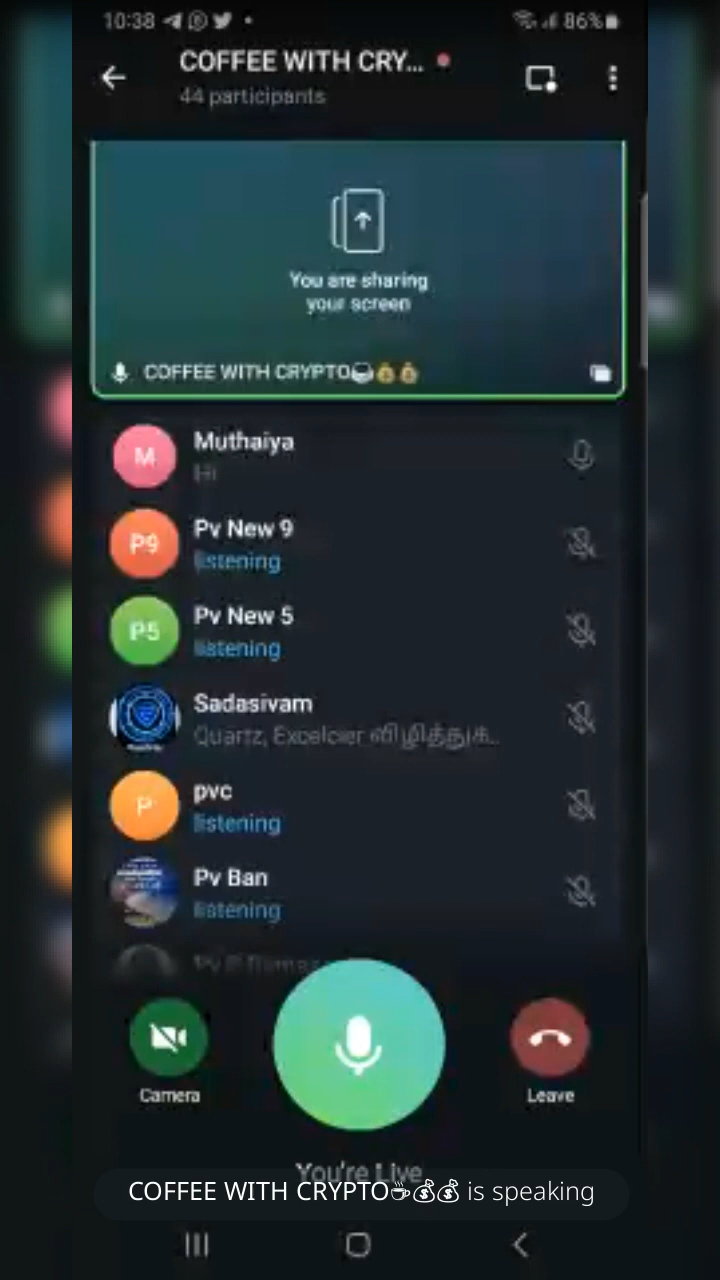 10:38
86%
COFFEE WITH CRY...
44 participants
You are sharing
your screen
COFFEE WITH CRYPTO☕💰💰
M
Muthaiya
Hi
P9
Pv New 9
listening
P5
Pv New 5
listening
Sadasivam
Quartz, Excelcier விழித்துக்..
P
pvc
listening
Pv Ban
listening
Camera
Leave
You're Live
COFFEE WITH CRYPTO☕💰💰 is speaking